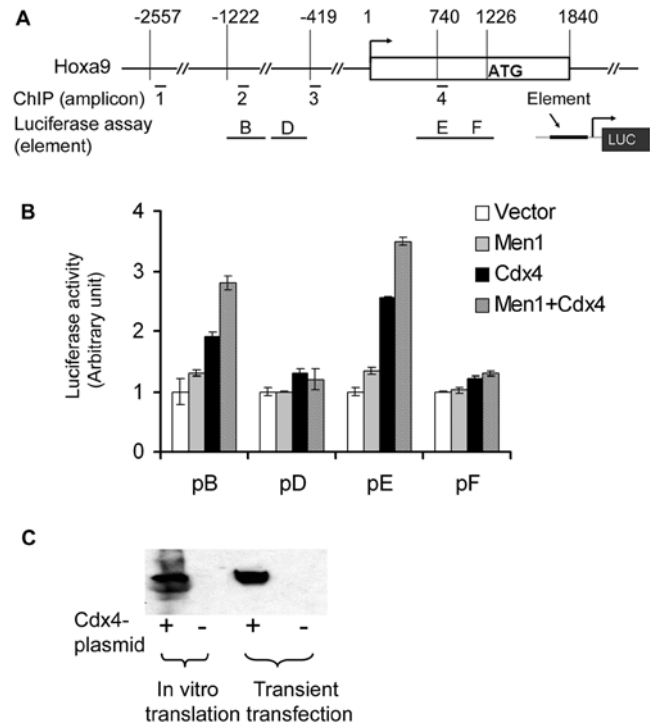 A
-2557 -1222 -419 1 740 1226 1840
Hoxa9 // // // ATG //
ChIP (amplicon) 1 2 3 4 Element
Luciferase assay B D E F LUC
(element)
B
Luciferase activity
(Arbitrary unit)
4
3
2
1
0
Vector
Men1
Cdx4
Men1+Cdx4
pB pD pE pF
C
Cdx4-
plasmid + - + -
In vitro Transient
translation transfection